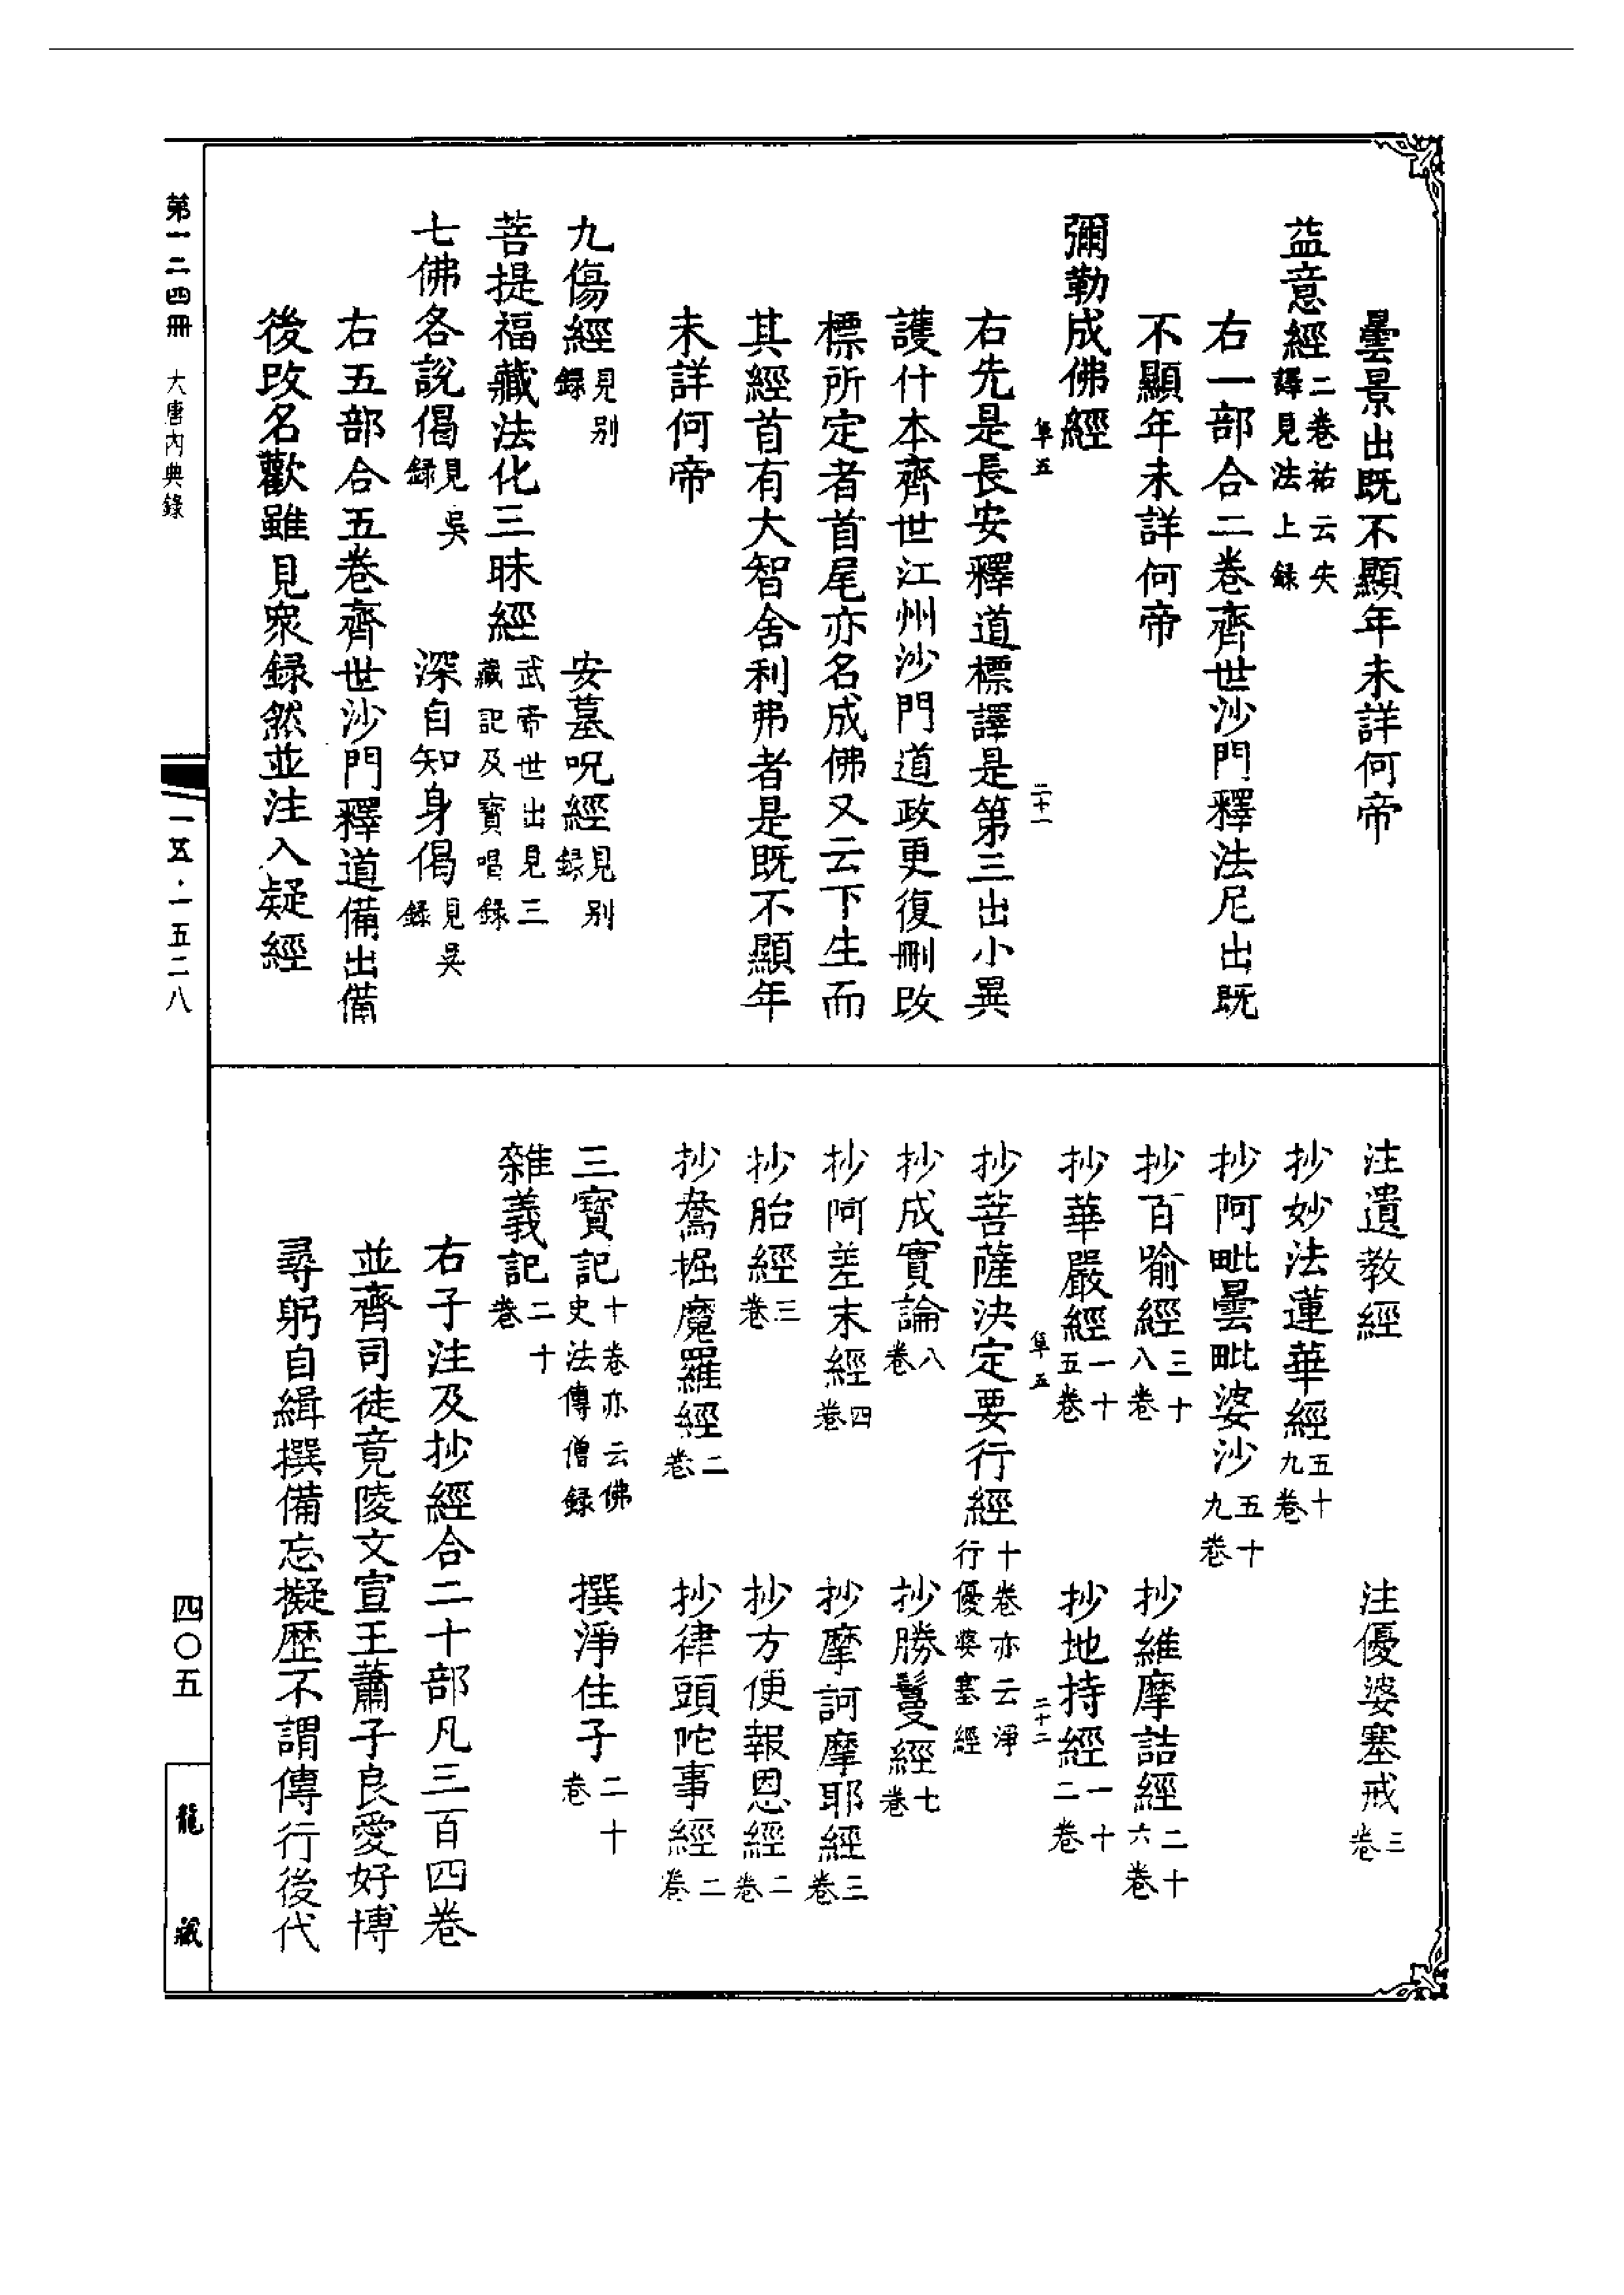 曇景出既不顯年未詳何帝
益意經二卷祐云失譯見法上録
右一部合二卷齊世沙門釋法尼出既
不顯年未詳何帝
彌勒成佛經
阜五 二十一
右先是長安釋道標譯是第三出小異
護什本齊世江州沙門道政更復刪改
標所定者首尾亦名成佛又云下生而
其經首有大智舍利弗者是既不顯年
未詳何帝
九傷經見別録 安墓呪經見別録
菩提福藏法化三昧經武帝世出見三藏記及寶唱録
七佛各說偈見吳録 深自知身偈見吳録
右五部合五卷齊世沙門釋道備出備
後改名歡雖見衆録然並注入疑經
注遺教經 注優婆塞戒三卷
抄妙法蓮華經五十九卷
抄阿毗曇毗婆沙五十九卷
抄百喻經三十八卷 抄維摩詰經二十六卷
抄華嚴經一十五卷 抄地持經一十二卷
阜五 二十二
抄菩薩決定要行經十卷亦云淨行優婆塞經
抄成實論八卷 抄勝鬘經七卷
抄阿差末經四卷 抄摩訶摩耶經三卷
抄胎經三卷 抄方便報恩經二卷
抄鴦掘魔羅經二卷 抄律頭陀事經二卷
三寶記十卷亦云佛史法傳僧録 撰淨住子二十卷
雜義記二十卷
右子注及抄經合二十部凡三百四卷
並齊司徒竟陵文宣王蕭子良愛好博
尋躬自緝撰備忘擬歷不謂傳行後代
第一二四冊 大唐內典錄
一五·一五二八
四〇五
龍藏